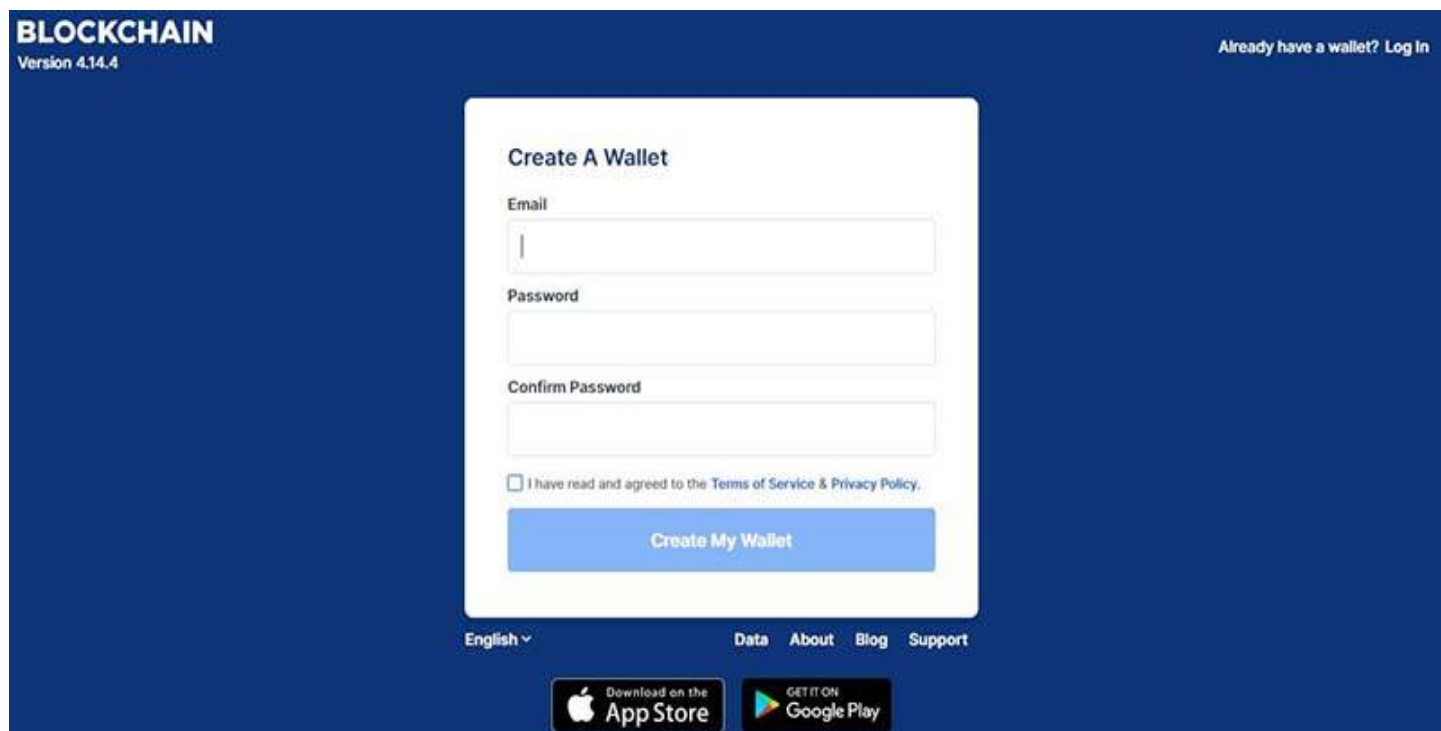 BLOCKCHAIN
Version 4.14.4
Already have a wallet? Log In
Create A Wallet
Email
Password
Confirm Password
I have read and agreed to the Terms of Service & Privacy Policy.
Create My Wallet
English
Data About Blog Support
Download on the
App Store
GET IT ON
Google Play